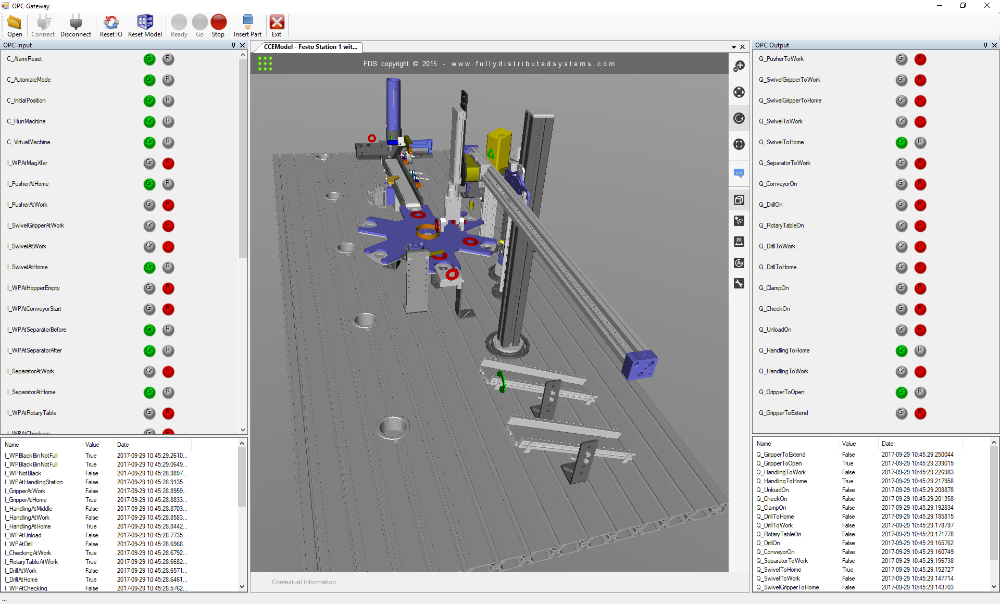 OPC Gateway
Open Connect Disconnect Reset IO Reset Model Ready Go Stop Insert Part Exit
OPC Input
C_AlarmReset Gr R
C_AutomaicMode Gr R
C_InitialPosition Gr R
C_RunMachine Gr R
C_VirtualMachine Gr R
I_WPAtMagXfer Gr R
I_PusherAtHome Gr R
I_PusherAtWork Gr R
I_SwivelGripperAtWork Gr R
I_SwivelAtWork Gr R
I_SwivelAtHome Gr R
I_WPAtHopperEmpty Gr R
I_WPAtConveyorStart Gr R
I_WPAtSeparatorBefore Gr R
I_WPAtSeparatorAfter Gr R
I_SeparatorAtWork Gr R
I_SeparatorAtHome Gr R
I_WPAtRotaryTable Gr R
I_WPAtChecking Gr R
Name Value Date
I_WPBlackBinNotFull True 2017-09-29 10:45:29.2610...
I_WPBlackBinNotFull True 2017-09-29 10:45:29.0649...
I_WPNotBlack False 2017-09-29 10:45:28.9897...
I_WPAtHandlingStation False 2017-09-29 10:45:28.9135...
I_GripperAtWork False 2017-09-29 10:45:28.8959...
I_GripperAtHome True 2017-09-29 10:45:28.8833...
I_HandlingAtMiddle False 2017-09-29 10:45:28.8703...
I_HandlingAtWork False 2017-09-29 10:45:28.8583...
I_HandlingAtHome True 2017-09-29 10:45:28.8442...
I_WPAtUnload False 2017-09-29 10:45:28.7735...
I_WPAtDrill False 2017-09-29 10:45:28.6968...
I_CheckingAtWork True 2017-09-29 10:45:28.6792...
I_RotaryTableAtWork True 2017-09-29 10:45:28.6682...
I_DrillAtWork False 2017-09-29 10:45:28.6571...
I_DrillAtHome True 2017-09-29 10:45:28.6461...
I_WPAtChecking False 2017-09-29 10:45:28.5762...
...
CCEModel - Festo Station 1 wit...
FDS copyright © 2015 - www.fullydistributedsystems.com
m
A
Contextual Information
OPC Output
Q_PusherToWork Gr R
Q_SwivelGripperToWork Gr R
Q_SwivelGripperToHome Gr R
Q_SwivelToWork Gr R
Q_SwivelToHome Gr R
Q_SeparatorToWork Gr R
Q_ConveyorOn Gr R
Q_DrillOn Gr R
Q_RotaryTableOn Gr R
Q_DrillToWork Gr R
Q_DrillToHome Gr R
Q_ClampOn Gr R
Q_CheckOn Gr R
Q_UnloadOn Gr R
Q_HandlingToHome Gr R
Q_HandlingToWork Gr R
Q_GripperToOpen Gr R
Q_GripperToExtend Gr R
Name Value Date
Q_GripperToExtend False 2017-09-29 10:45:29.250044
Q_GripperToOpen True 2017-09-29 10:45:29.239015
Q_HandlingToWork False 2017-09-29 10:45:29.226983
Q_HandlingToHome True 2017-09-29 10:45:29.217958
Q_UnloadOn False 2017-09-29 10:45:29.208878
Q_CheckOn False 2017-09-29 10:45:29.201358
Q_ClampOn False 2017-09-29 10:45:29.192834
Q_DrillToHome False 2017-09-29 10:45:29.185815
Q_DrillToWork False 2017-09-29 10:45:29.178797
Q_RotaryTableOn False 2017-09-29 10:45:29.171778
Q_DrillOn False 2017-09-29 10:45:29.165762
Q_ConveyorOn False 2017-09-29 10:45:29.160749
Q_SeparatorToWork False 2017-09-29 10:45:29.156738
Q_SwivelToHome True 2017-09-29 10:45:29.152727
Q_SwivelToWork False 2017-09-29 10:45:29.147714
Q_SwivelGripperToHome False 2017-09-29 10:45:29.143703